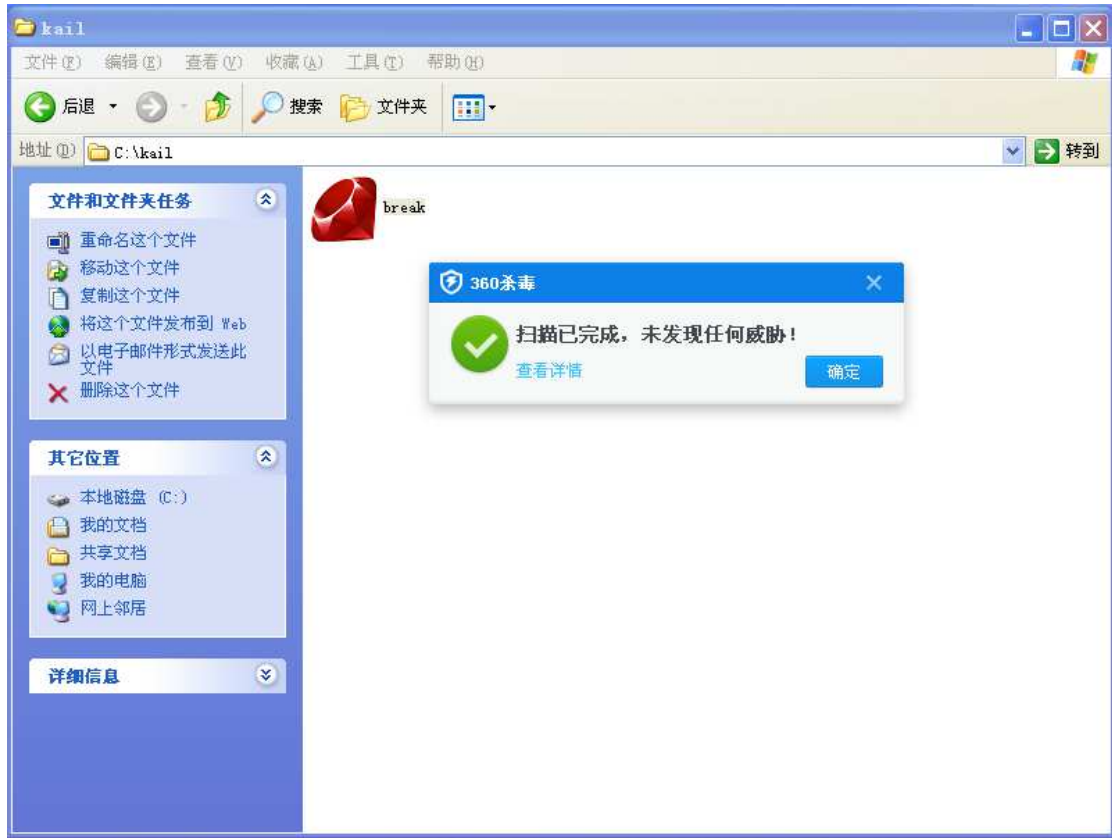 kail
文件(F) 编辑(E) 查看(V) 收藏(A) 工具(T) 帮助(H)
后退 搜索 文件夹
地址(D) C:\kail 转到
文件和文件夹任务
重命名这个文件
移动这个文件
复制这个文件
将这个文件发布到 Web
以电子邮件形式发送此
文件
删除这个文件
其它位置
本地磁盘 (C:)
我的文档
共享文档
我的电脑
网上邻居
详细信息
break
360杀毒
扫描已完成，未发现任何威胁！
查看详情
确定